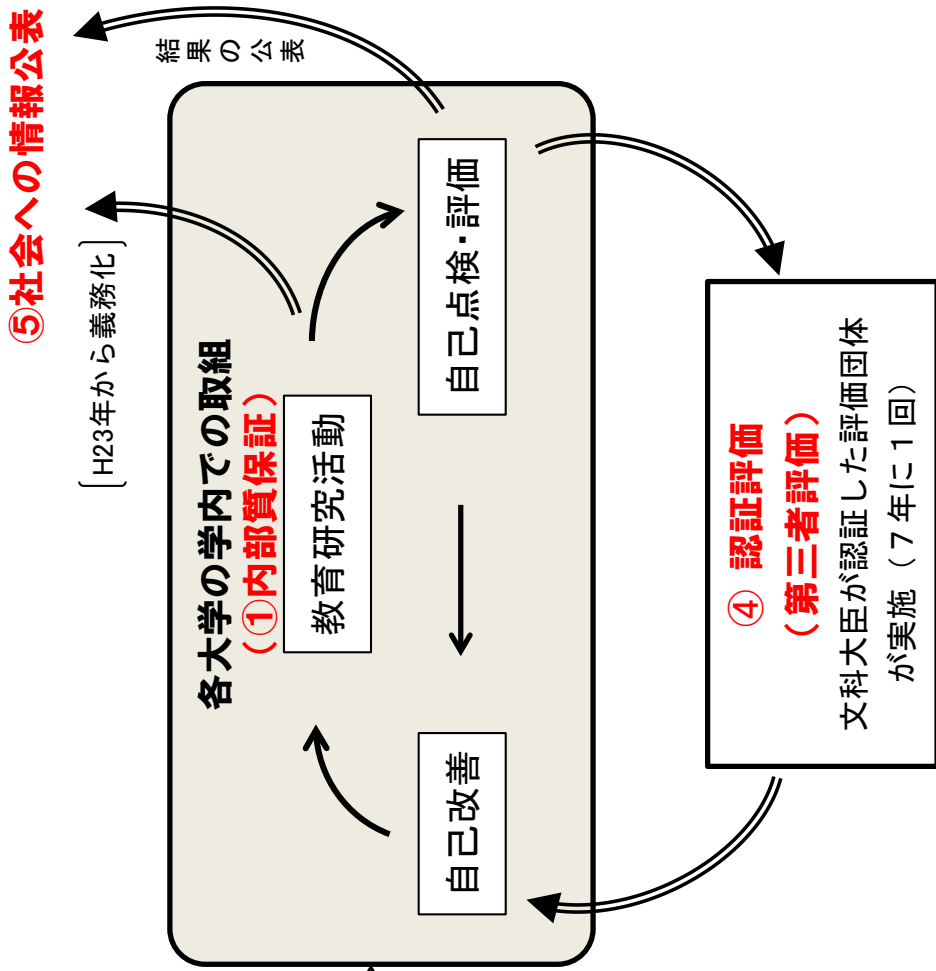 ⑤社会への情報公表
[H23年から義務化]
結果の公表
各大学の学内での取組
(①内部質保証)
教育研究活動
自己点検・評価
自己改善
④ 認証評価
(第三者評価)
文科大臣が認証した評価団体
が実施（７年に１回）